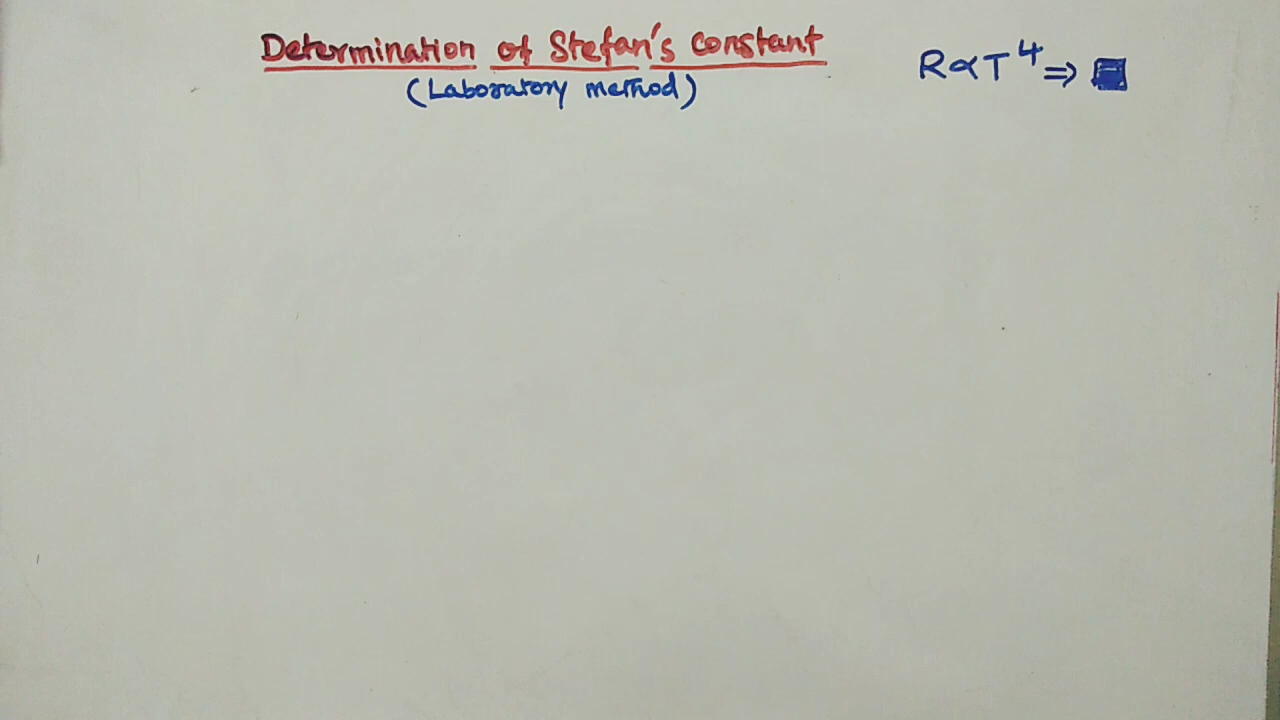 Determination of Stefan's Constant
(Laboratory method)
R∝T⁴⇒